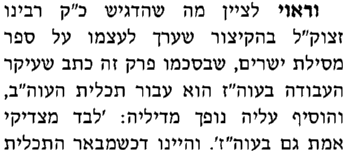 וראוי לציין מה שהדגיש כ"ק רבינו
זצוק"ל בהקיצור שערך לעצמו על ספר
מסילת ישרים, שבסכמו פרק זה כתב שעיקר
העבודה בעוה"ז הוא עבור תכלית העוה"ב,
והוסיף עליה נופך מדיליה: 'לבד מצדיקי
אמת גם בעוה"ז'. והיינו דכשמבאר התכלית